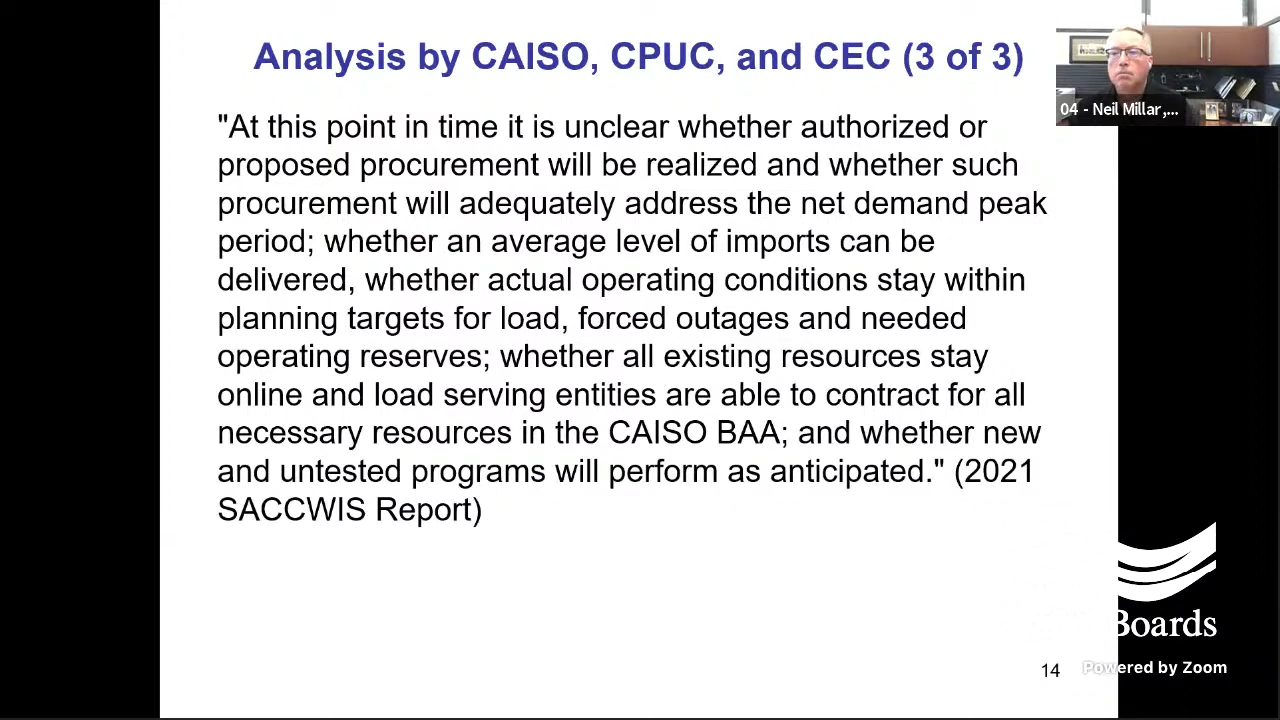 Analysis by CAISO, CPUC, and CEC (3 of 3)
04 - Neil Millar,...
"At this point in time it is unclear whether authorized or
proposed procurement will be realized and whether such
procurement will adequately address the net demand peak
period; whether an average level of imports can be
delivered, whether actual operating conditions stay within
planning targets for load, forced outages and needed
operating reserves; whether all existing resources stay
online and load serving entities are able to contract for all
necessary resources in the CAISO BAA; and whether new
and untested programs will perform as anticipated." (2021
SACCWIS Report)
Boards
14
Powered by Zoom